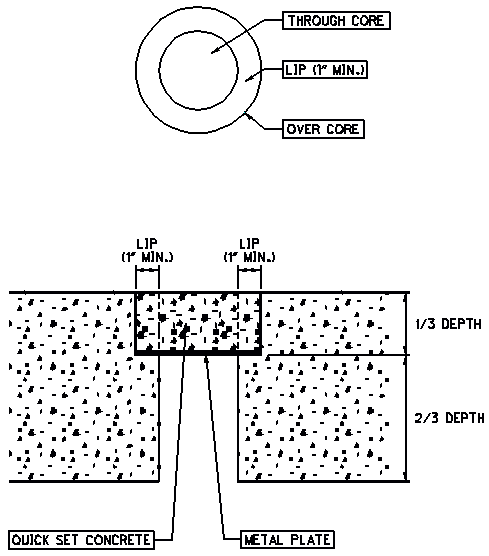 THROUGH CORE
LIP (1" MIN.)
OVER CORE
LIP
(1" MIN.)
LIP
(1" MIN.)
1/3 DEPTH
2/3 DEPTH
QUICK SET CONCRETE
METAL PLATE